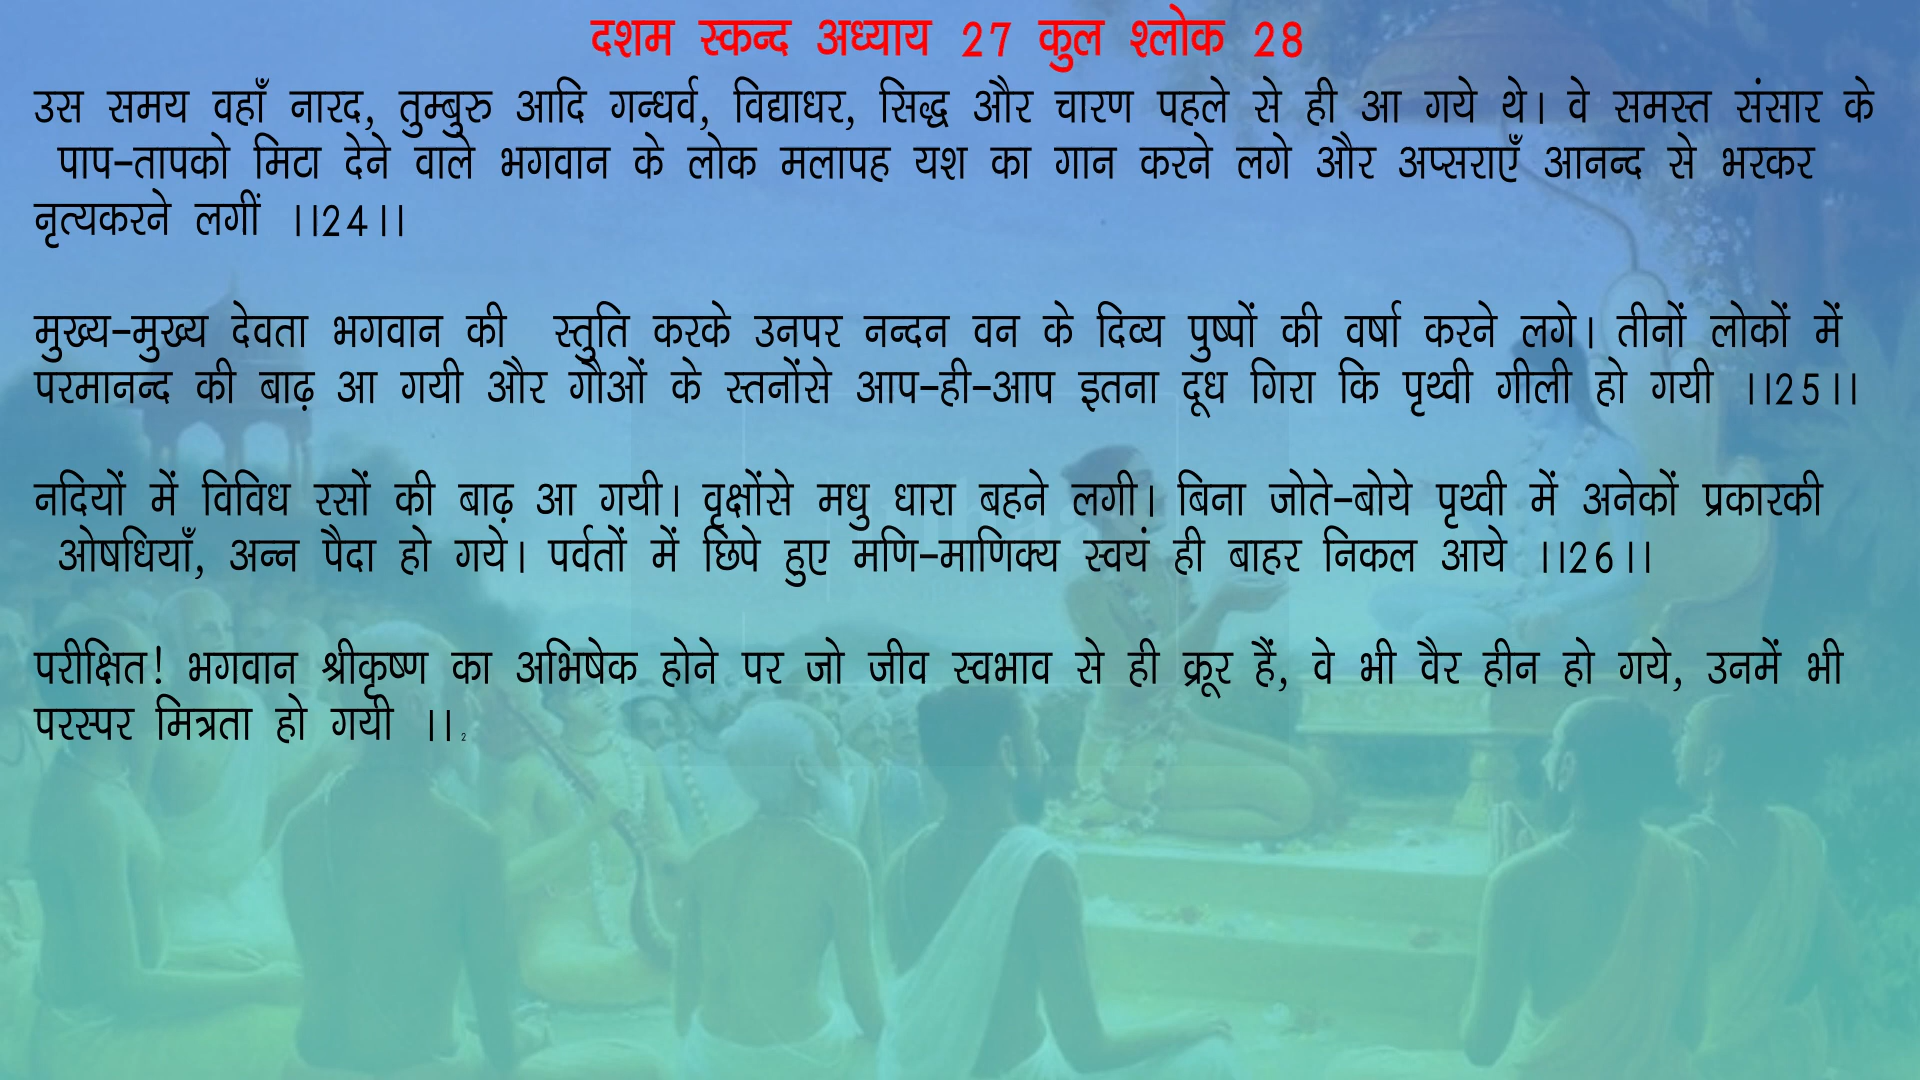 दशम स्कन्द अध्याय 27 कुल श्लोक 28
उस समय वहाँ नारद, तुम्बुरु आदि गन्धर्व, विद्याधर, सिद्ध और चारण पहले से ही आ गये थे। वे समस्त संसार के
पाप-तापको मिटा देने वाले भगवान के लोक मलापह यश का गान करने लगे और अप्सराएँ आनन्द से भरकर
नृत्यकरने लगीं ।।24।।
मुख्य-मुख्य देवता भगवान की स्तुति करके उनपर नन्दन वन के दिव्य पुष्पों की वर्षा करने लगे। तीनों लोकों में
परमानन्द की बाढ़ आ गयी और गौओं के स्तनोंसे आप-ही-आप इतना दूध गिरा कि पृथ्वी गीली हो गयी ।।25।।
नदियों में विविध रसों की बाढ़ आ गयी। वृक्षोंसे मधु धारा बहने लगी। बिना जोते-बोये पृथ्वी में अनेकों प्रकारकी
ओषधियाँ, अन्न पैदा हो गये। पर्वतों में छिपे हुए मणि-माणिक्य स्वयं ही बाहर निकल आये ।।26।।
परीक्षित! भगवान श्रीकृष्ण का अभिषेक होने पर जो जीव स्वभाव से ही क्रूर हैं, वे भी वैर हीन हो गये, उनमें भी
परस्पर मित्रता हो गयी ।।2